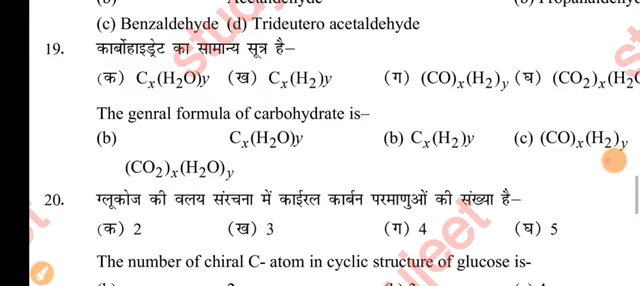 (c) Benzaldehyde (d) Trideutero acetaldehyde
19. कार्बोहाइड्रेट का सामान्य सूत्र है–
(क) Cₓ(H₂O)y (ख) Cₓ(H₂)y (ग) (CO)ₓ(H₂)y (घ) (CO₂)ₓ(H₂O
The genral formula of carbohydrate is–
(b) Cₓ(H₂O)y (b) Cₓ(H₂)y (c) (CO)ₓ(H₂)y
(CO₂)ₓ(H₂O)y
20. ग्लूकोज की वलय संरचना में काईरल कार्बन परमाणुओं की संख्या है–
(क) 2 (ख) 3 (ग) 4 (घ) 5
The number of chiral C- atom in cyclic structure of glucose is-